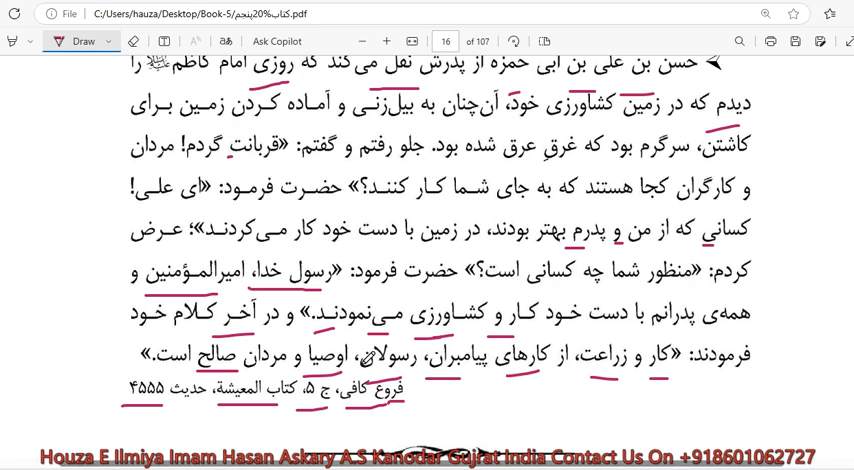 File
C:/Users/hauza/Desktop/Book-5/کتاب%20پنجم.pdf
Draw
Ask Copilot
16 of 107
حسن بن علی بن ابی حمزه از پدرش نقل می‌کند که روزی امام کاظم را
دیدم که در زمین کشاورزی خود، آن‌چنان به بیل‌زنی و آماده کردن زمین برای
کاشتن، سرگرم بود که غرقِ عرق شده بود. جلو رفتم و گفتم: «قربانت گردم! مردان
و کارگران کجا هستند که به جای شما کار کنند؟» حضرت فرمود: «ای علی!
کسانی که از من و پدرم بهتر بودند، در زمین با دست خود کار می‌کردند»؛ عرض
کردم: «منظور شما چه کسانی است؟» حضرت فرمود: «رسول خدا، امیرالمؤمنین و
همه‌ی پدرانم با دست خود کار و کشاورزی می‌نمودند.» و در آخر کلام خود
فرمودند: «کار و زراعت، از کارهای پیامبران، رسولان، اوصیا و مردان صالح است.»
فروع کافی، ج ۵، کتاب المعیشة، حدیث ۴۵۵۵
Houza E Ilmiya Imam Hasan Askary A.S Kanodar Gujrat India Contact Us On +918601062727